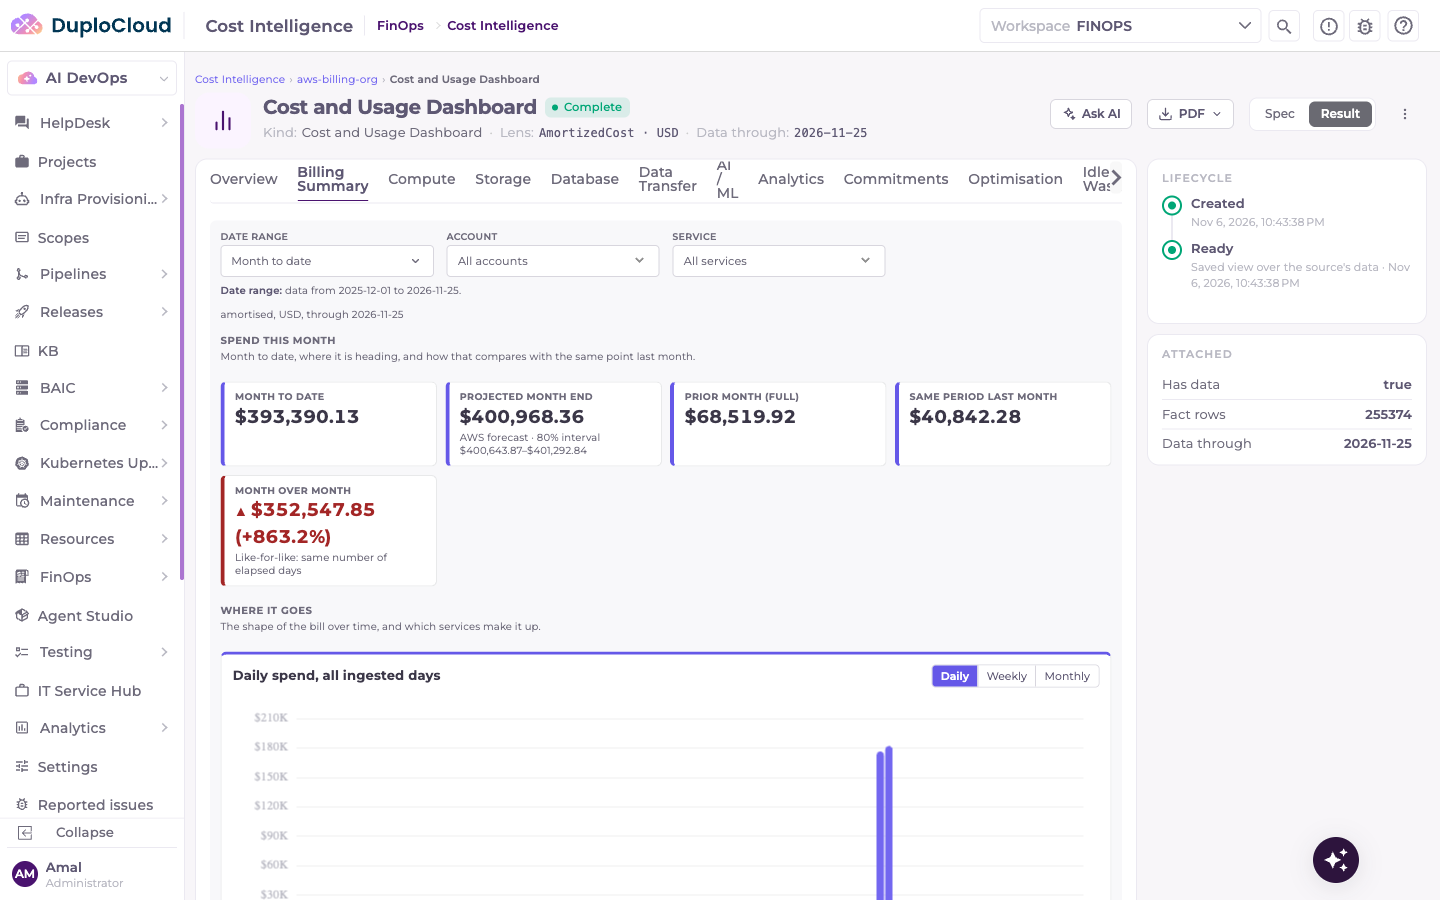 DuploCloud
Cost Intelligence
FinOps › Cost Intelligence
Workspace FINOPS
AI DevOps
HelpDesk
Projects
Infra Provisioni...
Scopes
Pipelines
Releases
KB
BAIC
Compliance
Kubernetes Up...
Maintenance
Resources
FinOps
Agent Studio
Testing
IT Service Hub
Analytics
Settings
Reported issues
Collapse
AM
Amal
Administrator
Cost Intelligence › aws-billing-org › Cost and Usage Dashboard
Cost and Usage Dashboard
Complete
Kind: Cost and Usage Dashboard · Lens: AmortizedCost · USD · Data through: 2026-11-25
Ask AI
PDF
Spec
Result
Overview
Billing Summary
Compute
Storage
Database
Data Transfer
AI / ML
Analytics
Commitments
Optimisation
Idle
DATE RANGE
Month to date
ACCOUNT
All accounts
SERVICE
All services
Date range: data from 2025-12-01 to 2026-11-25.
amortised, USD, through 2026-11-25
SPEND THIS MONTH
Month to date, where it is heading, and how that compares with the same point last month.
MONTH TO DATE
$393,390.13
PROJECTED MONTH END
$400,968.36
AWS forecast · 80% interval
$400,643.87–$401,292.84
PRIOR MONTH (FULL)
$68,519.92
SAME PERIOD LAST MONTH
$40,842.28
MONTH OVER MONTH
▲ $352,547.85
(+863.2%)
Like-for-like: same number of
elapsed days
WHERE IT GOES
The shape of the bill over time, and which services make it up.
Daily spend, all ingested days
Daily
Weekly
Monthly
$210K
$180K
$150K
$120K
$90K
$60K
$30K
LIFECYCLE
Created
Nov 6, 2026, 10:43:38 PM
Ready
Saved view over the source's data · Nov
6, 2026, 10:43:38 PM
ATTACHED
Has data true
Fact rows 255374
Data through 2026-11-25